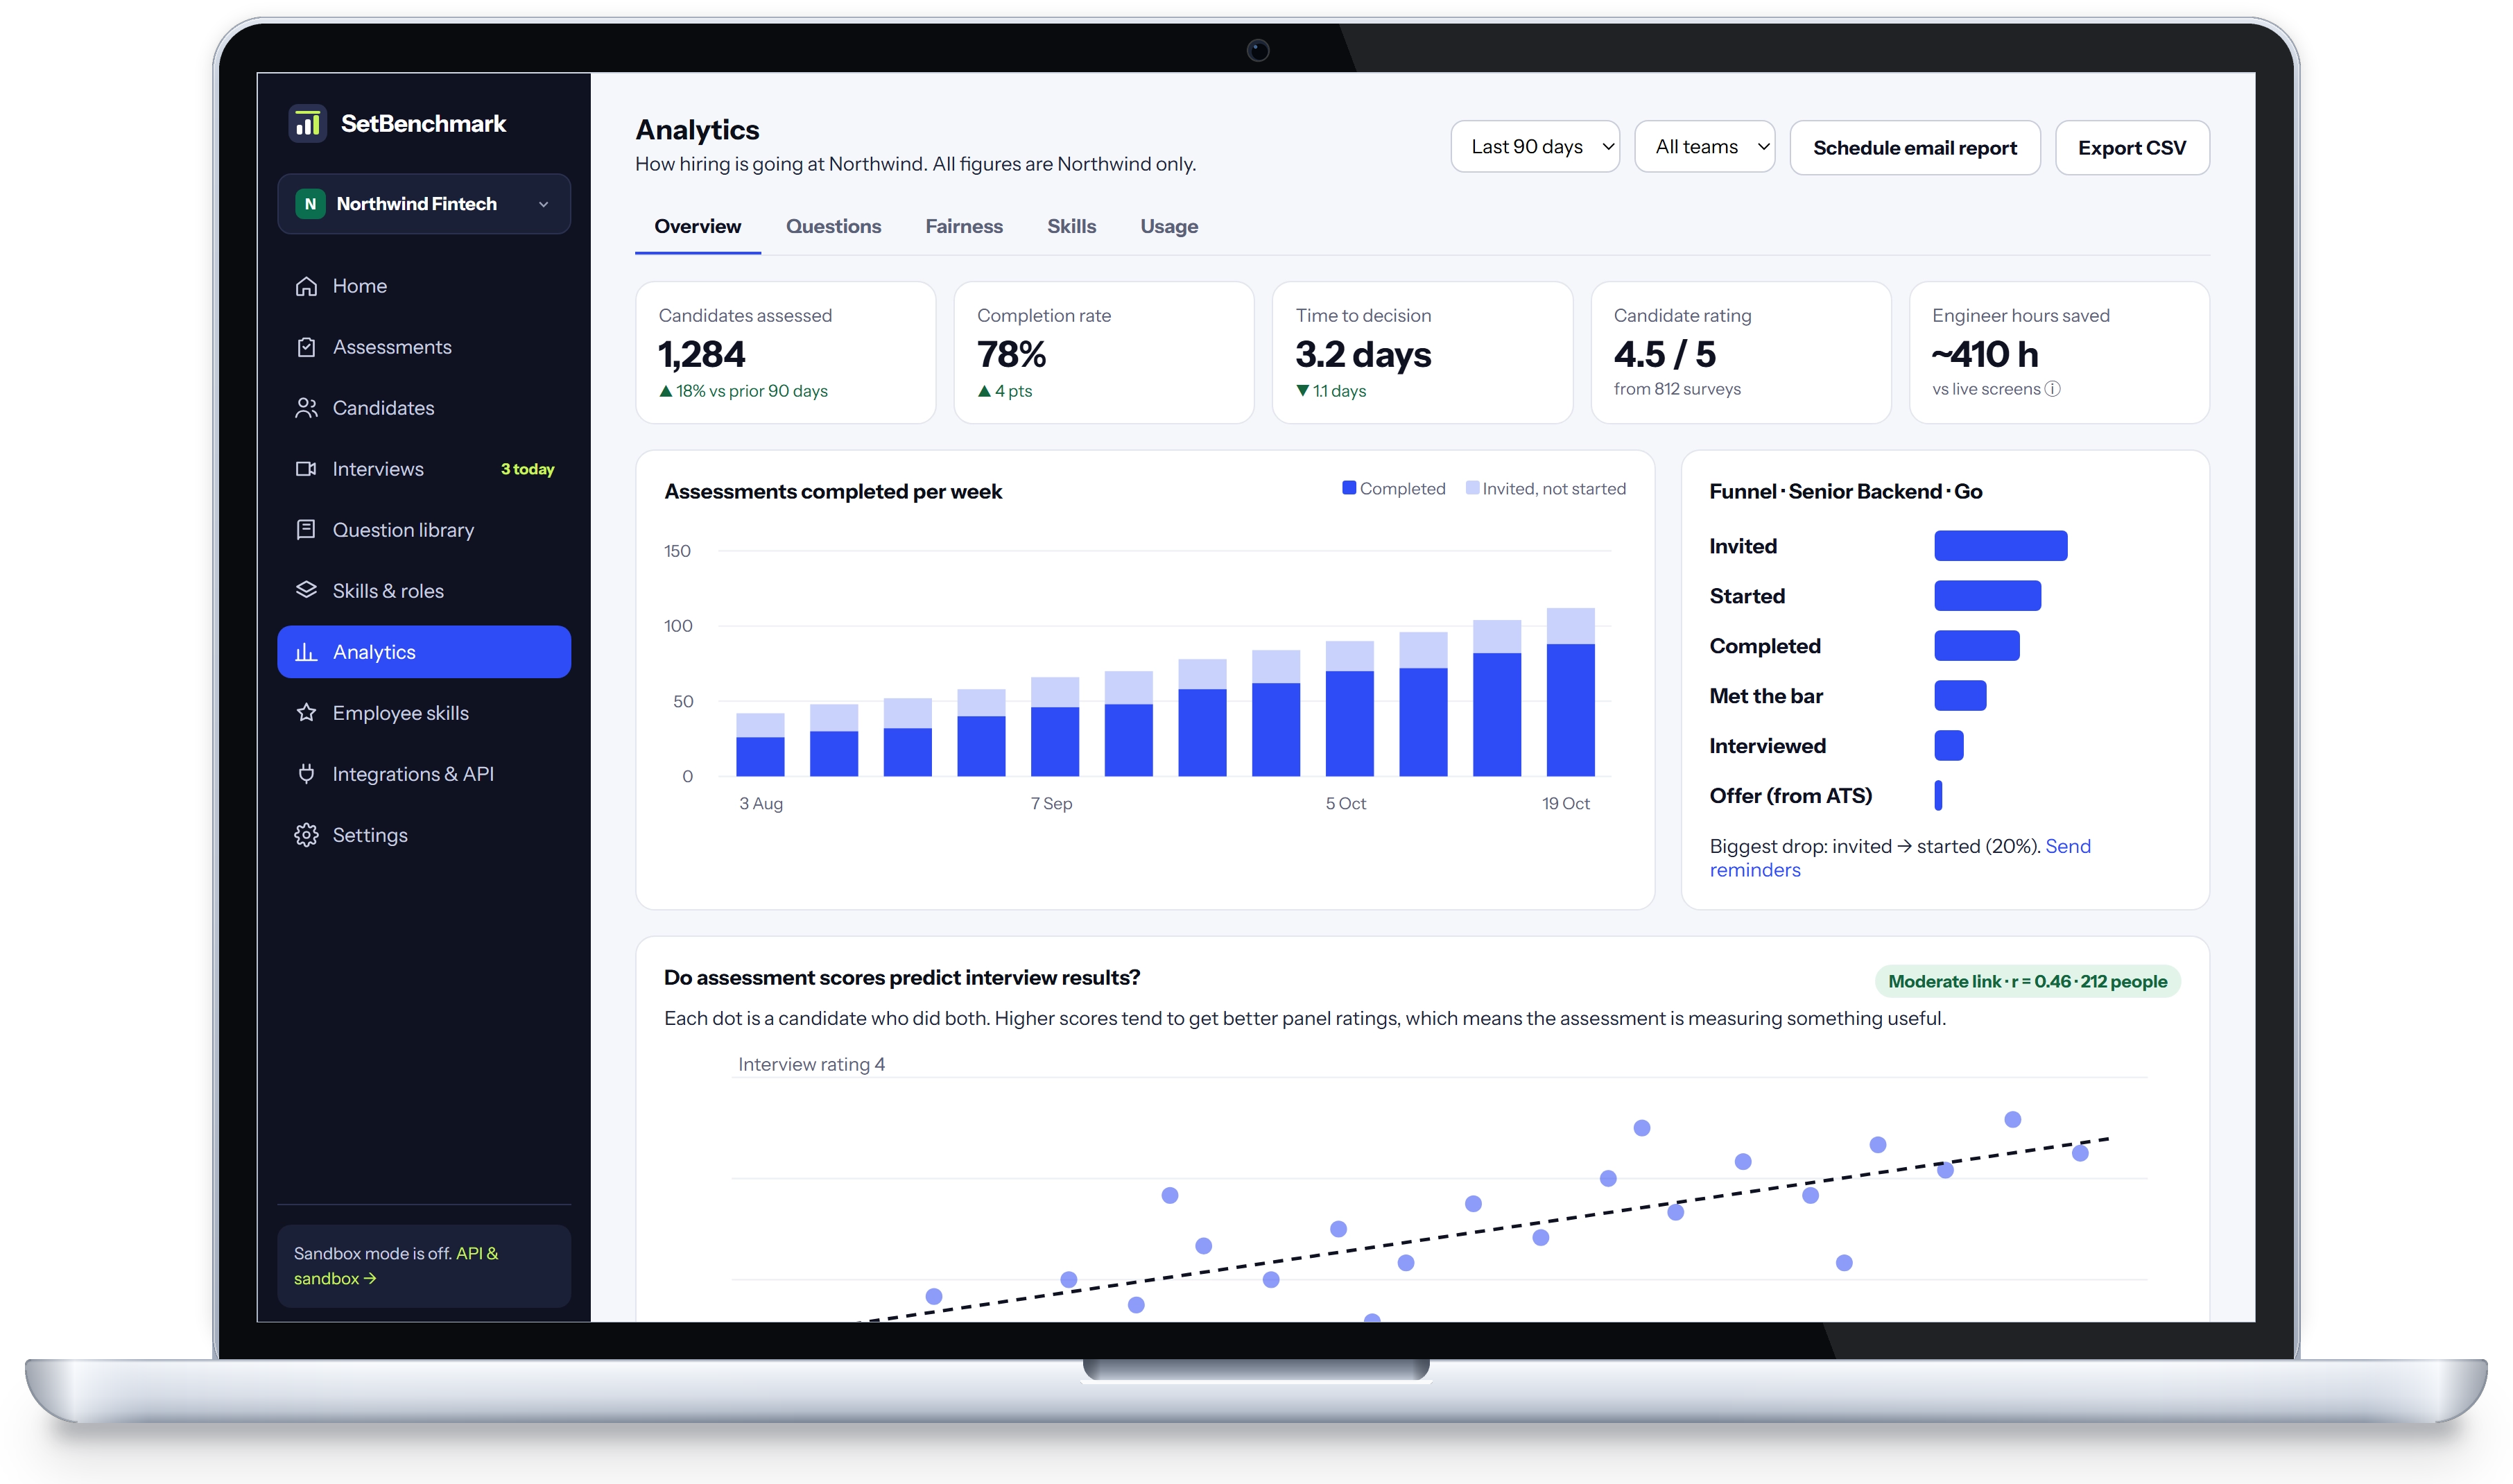 SetBenchmark
N Northwind Fintech
Home
Assessments
Candidates
Interviews 3 today
Question library
Skills & roles
Analytics
Employee skills
Integrations & API
Settings
Sandbox mode is off. API &
sandbox →
Analytics
How hiring is going at Northwind. All figures are Northwind only.
Last 90 days All teams Schedule email report Export CSV
Overview Questions Fairness Skills Usage
Candidates assessed
1,284
▲ 18% vs prior 90 days
Completion rate
78%
▲ 4 pts
Time to decision
3.2 days
▼ 1.1 days
Candidate rating
4.5 / 5
from 812 surveys
Engineer hours saved
~410 h
vs live screens ⓘ
Assessments completed per week
Completed Invited, not started
150
100
50
0
3 Aug 7 Sep 5 Oct 19 Oct
Funnel · Senior Backend · Go
Invited
Started
Completed
Met the bar
Interviewed
Offer (from ATS)
Biggest drop: invited → started (20%). Send
reminders
Do assessment scores predict interview results?
Moderate link · r = 0.46 · 212 people
Each dot is a candidate who did both. Higher scores tend to get better panel ratings, which means the assessment is measuring something useful.
Interview rating 4